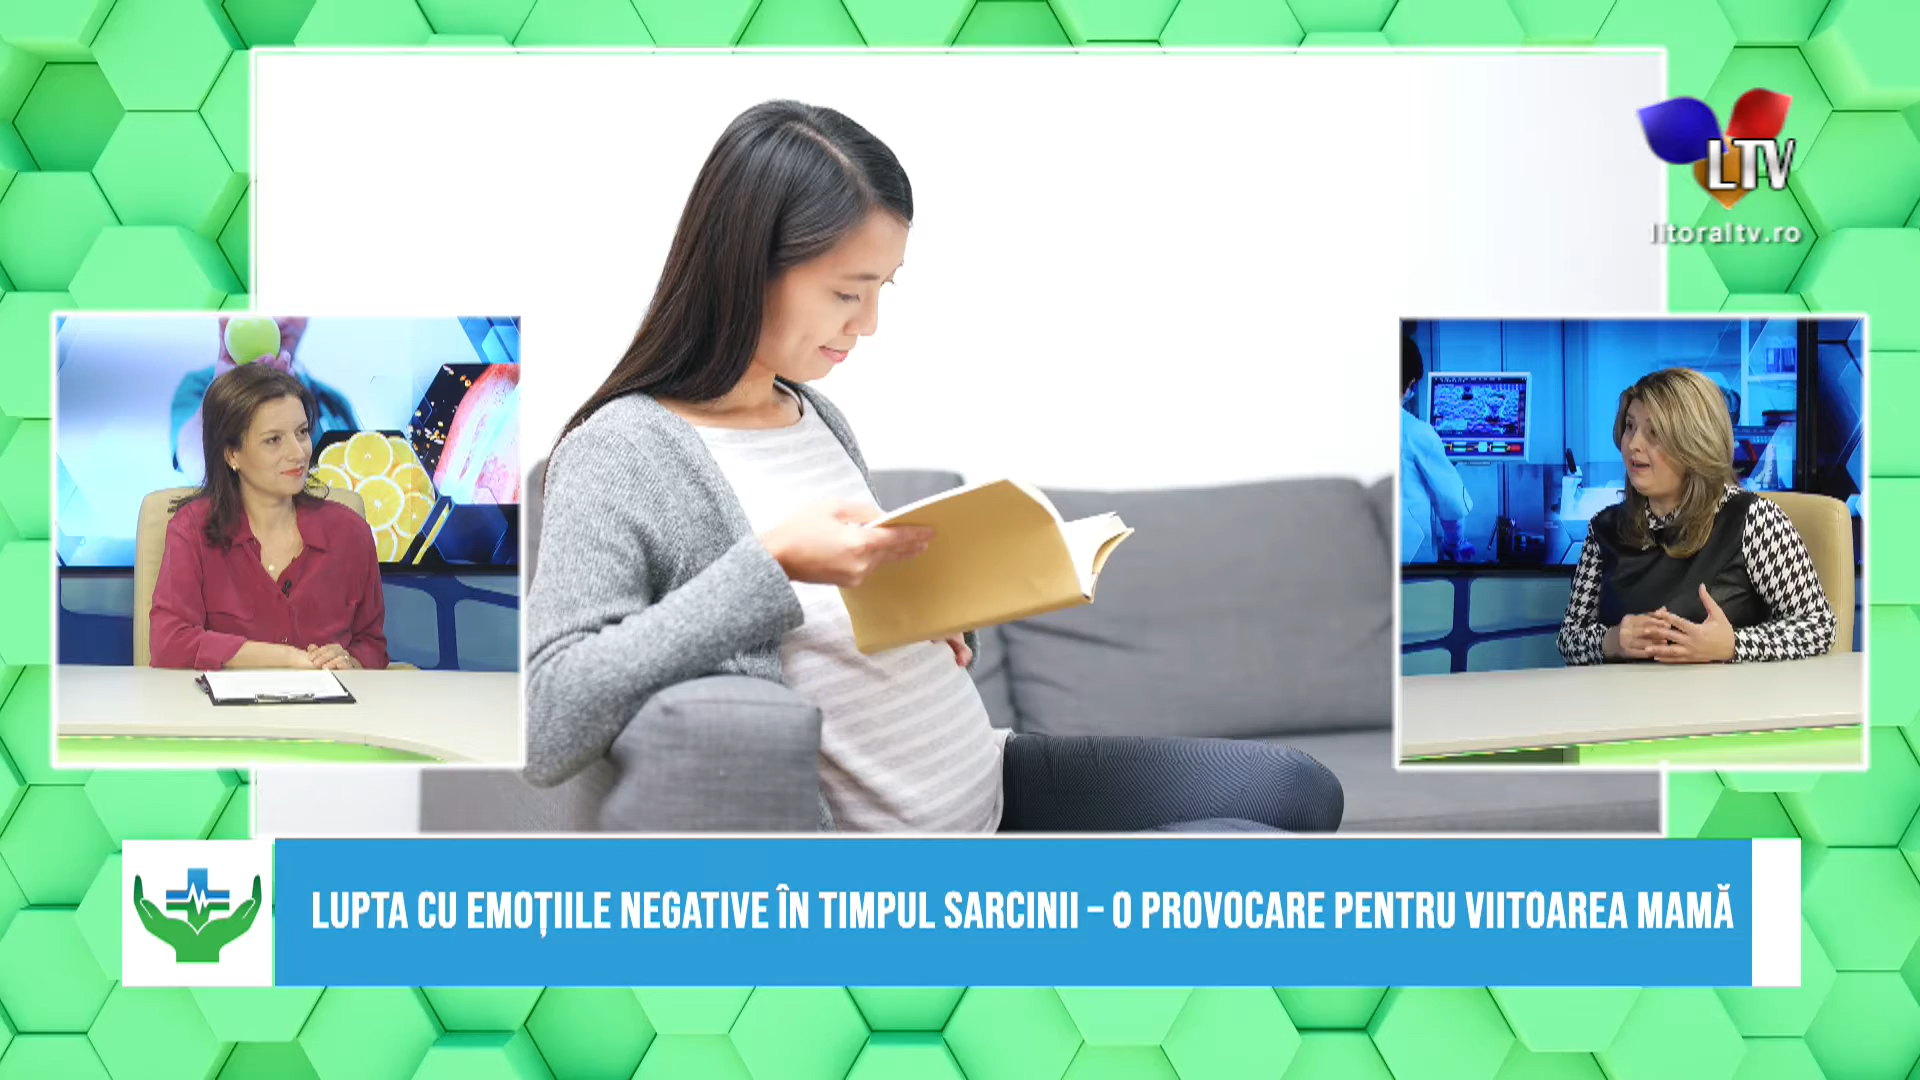 LTV
litoraltv.ro
LUPTA CU EMOȚIILE NEGATIVE ÎN TIMPUL SARCINII – O PROVOCARE PENTRU VIITOAREA MAMĂ